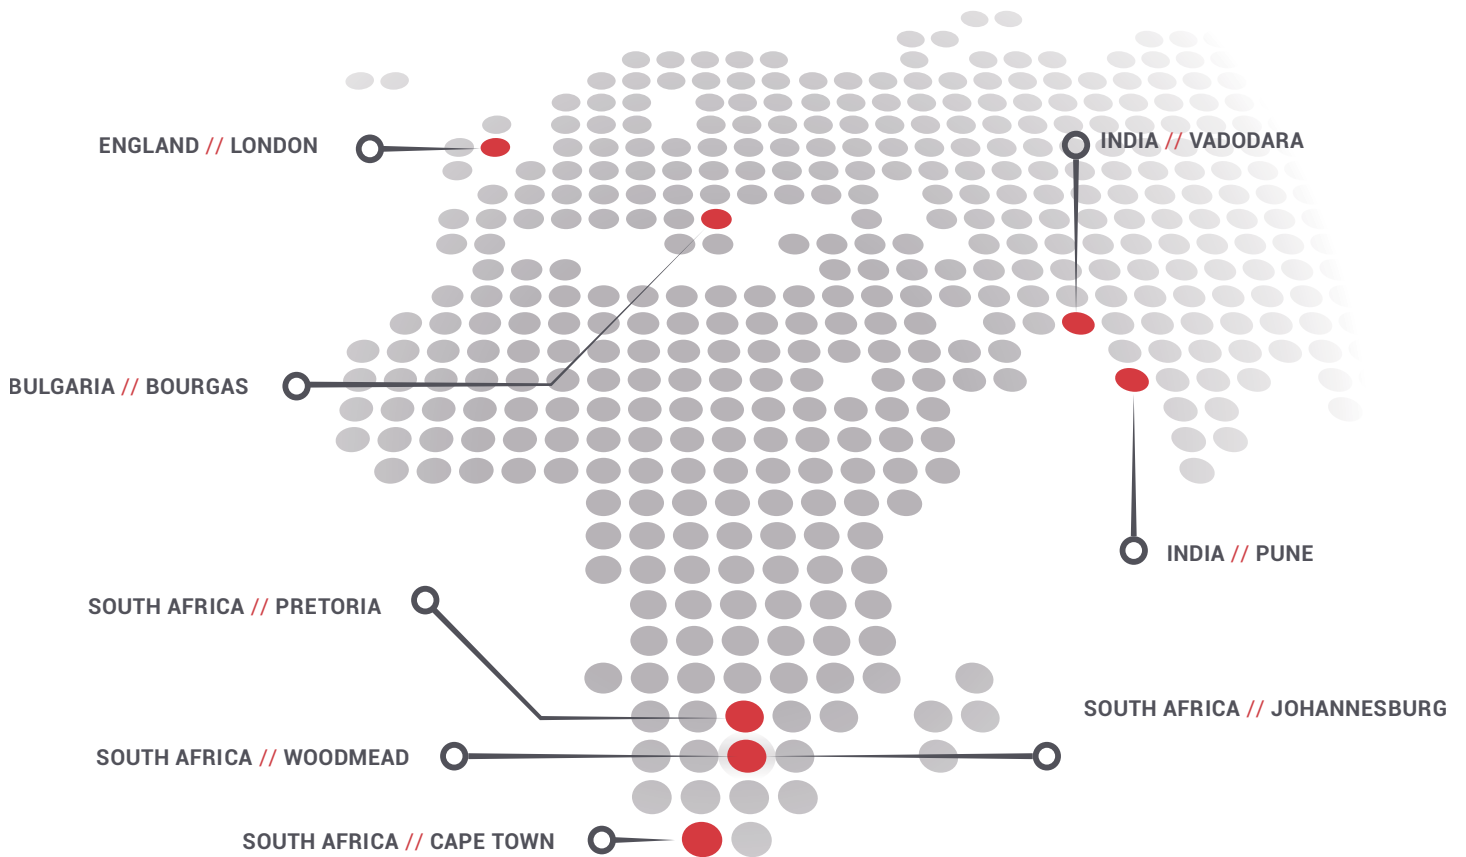 ENGLAND // LONDON
INDIA // VADODARA
BULGARIA // BOURGAS
INDIA // PUNE
SOUTH AFRICA // PRETORIA
SOUTH AFRICA // JOHANNESBURG
SOUTH AFRICA // WOODMEAD
SOUTH AFRICA // CAPE TOWN